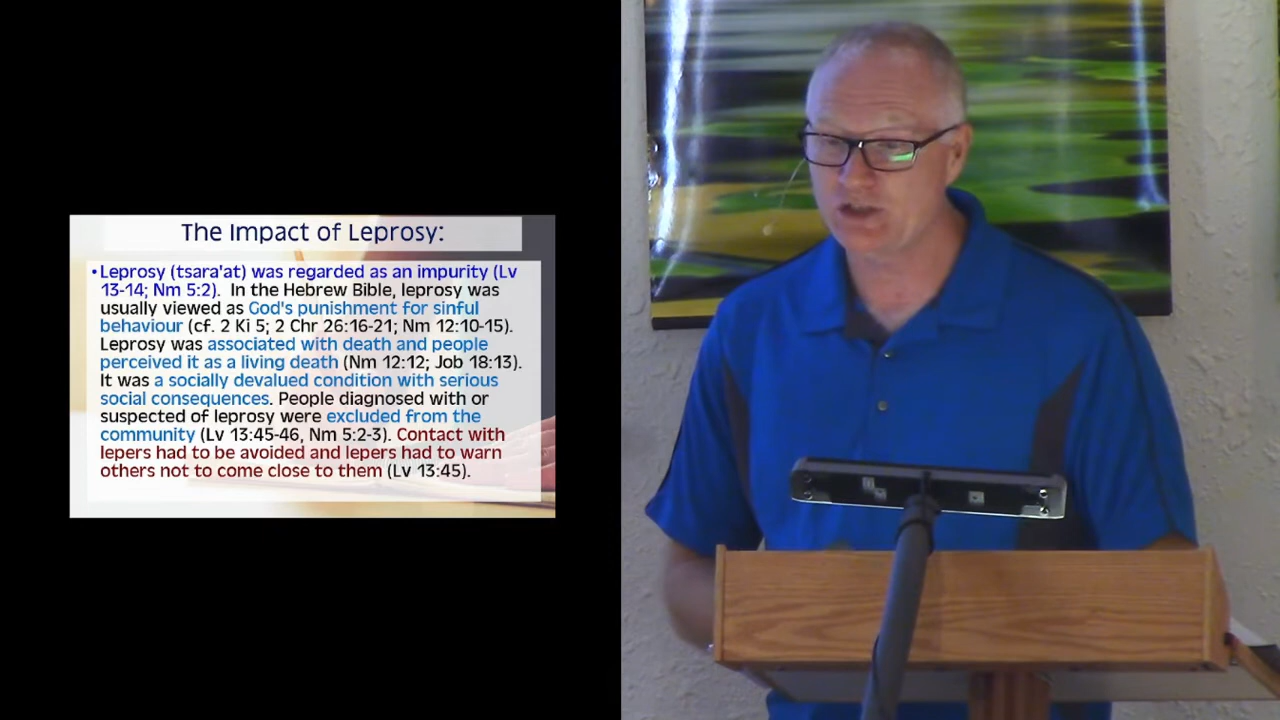 The Impact of Leprosy:
•Leprosy (tsara'at) was regarded as an impurity (Lv
13-14; Nm 5:2).  In the Hebrew Bible, leprosy was
usually viewed as God's punishment for sinful
behaviour (cf. 2 Ki 5; 2 Chr 26:16-21; Nm 12:10-15).
Leprosy was associated with death and people
perceived it as a living death (Nm 12:12; Job 18:13).
It was a socially devalued condition with serious
social consequences. People diagnosed with or
suspected of leprosy were excluded from the
community (Lv 13:45-46, Nm 5:2-3). Contact with
lepers had to be avoided and lepers had to warn
others not to come close to them (Lv 13:45).